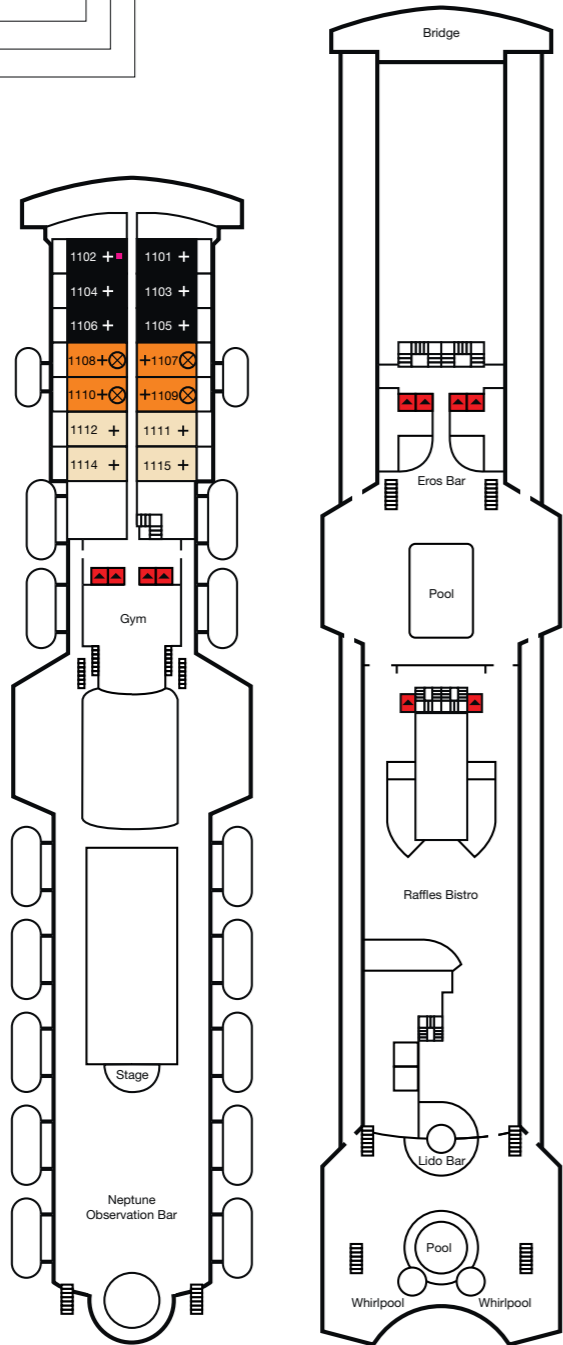 1102
1101
1104
1103
1106
1105
1108
1107
1110
1109
1112
1111
1114
1115
Gym
Stage
Neptune
Observation Bar
Bridge
Eros Bar
Pool
Raffles Bistro
Lido Bar
Pool
Whirlpool
Whirlpool